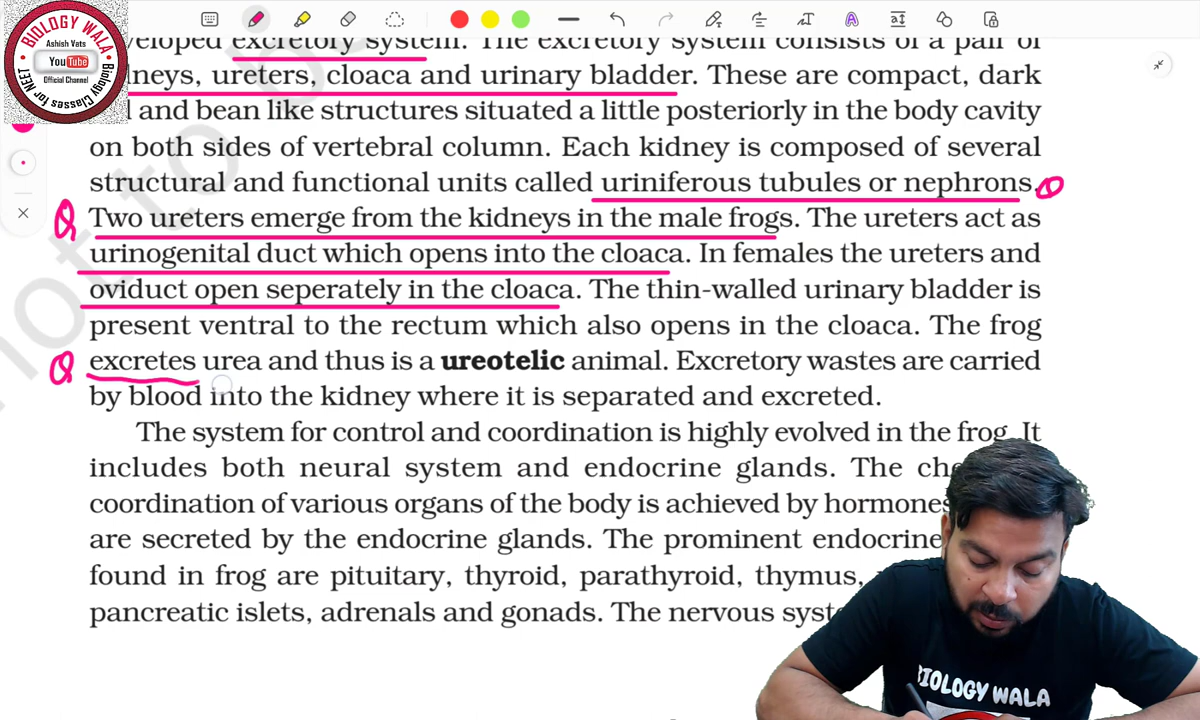 BIOLOGY WALA
Ashish Vats
YouTube
Official Channel
Biology Classes for NEET
excretory system. The excretory system consists of a pair of
ureters, cloaca and urinary bladder. These are compact, dark
and bean like structures situated a little posteriorly in the body cavity
on both sides of vertebral column. Each kidney is composed of several
structural and functional units called uriniferous tubules or nephrons.
Q Two ureters emerge from the kidneys in the male frogs. The ureters act as
urinogenital duct which opens into the cloaca. In females the ureters and
oviduct open seperately in the cloaca. The thin-walled urinary bladder is
present ventral to the rectum which also opens in the cloaca. The frog
Q excretes urea and thus is a ureotelic animal. Excretory wastes are carried
by blood into the kidney where it is separated and excreted.
The system for control and coordination is highly evolved in the frog. It
includes both neural system and endocrine glands. The
coordination of various organs of the body is achieved by hormones
are secreted by the endocrine glands. The prominent endocrine
found in frog are pituitary, thyroid, parathyroid, thymus,
pancreatic islets, adrenals and gonads. The nervous
not to
BIOLOGY WALA